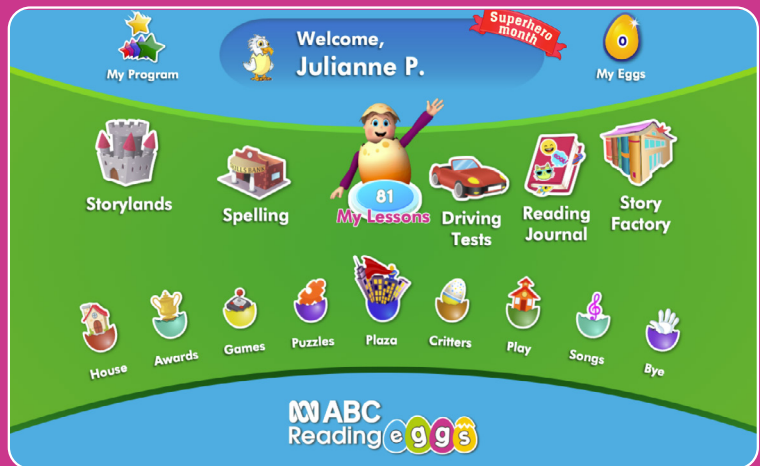 Welcome,
Julianne P.
Superhero
month
My Program
0
My Eggs
Storylands
Spelling
81
My Lessons
Driving
Tests
Reading
Journal
Story
Factory
House
Awards
Games
Puzzles
Plaza
Critters
Play
Songs
Bye
ABC
Reading eggs